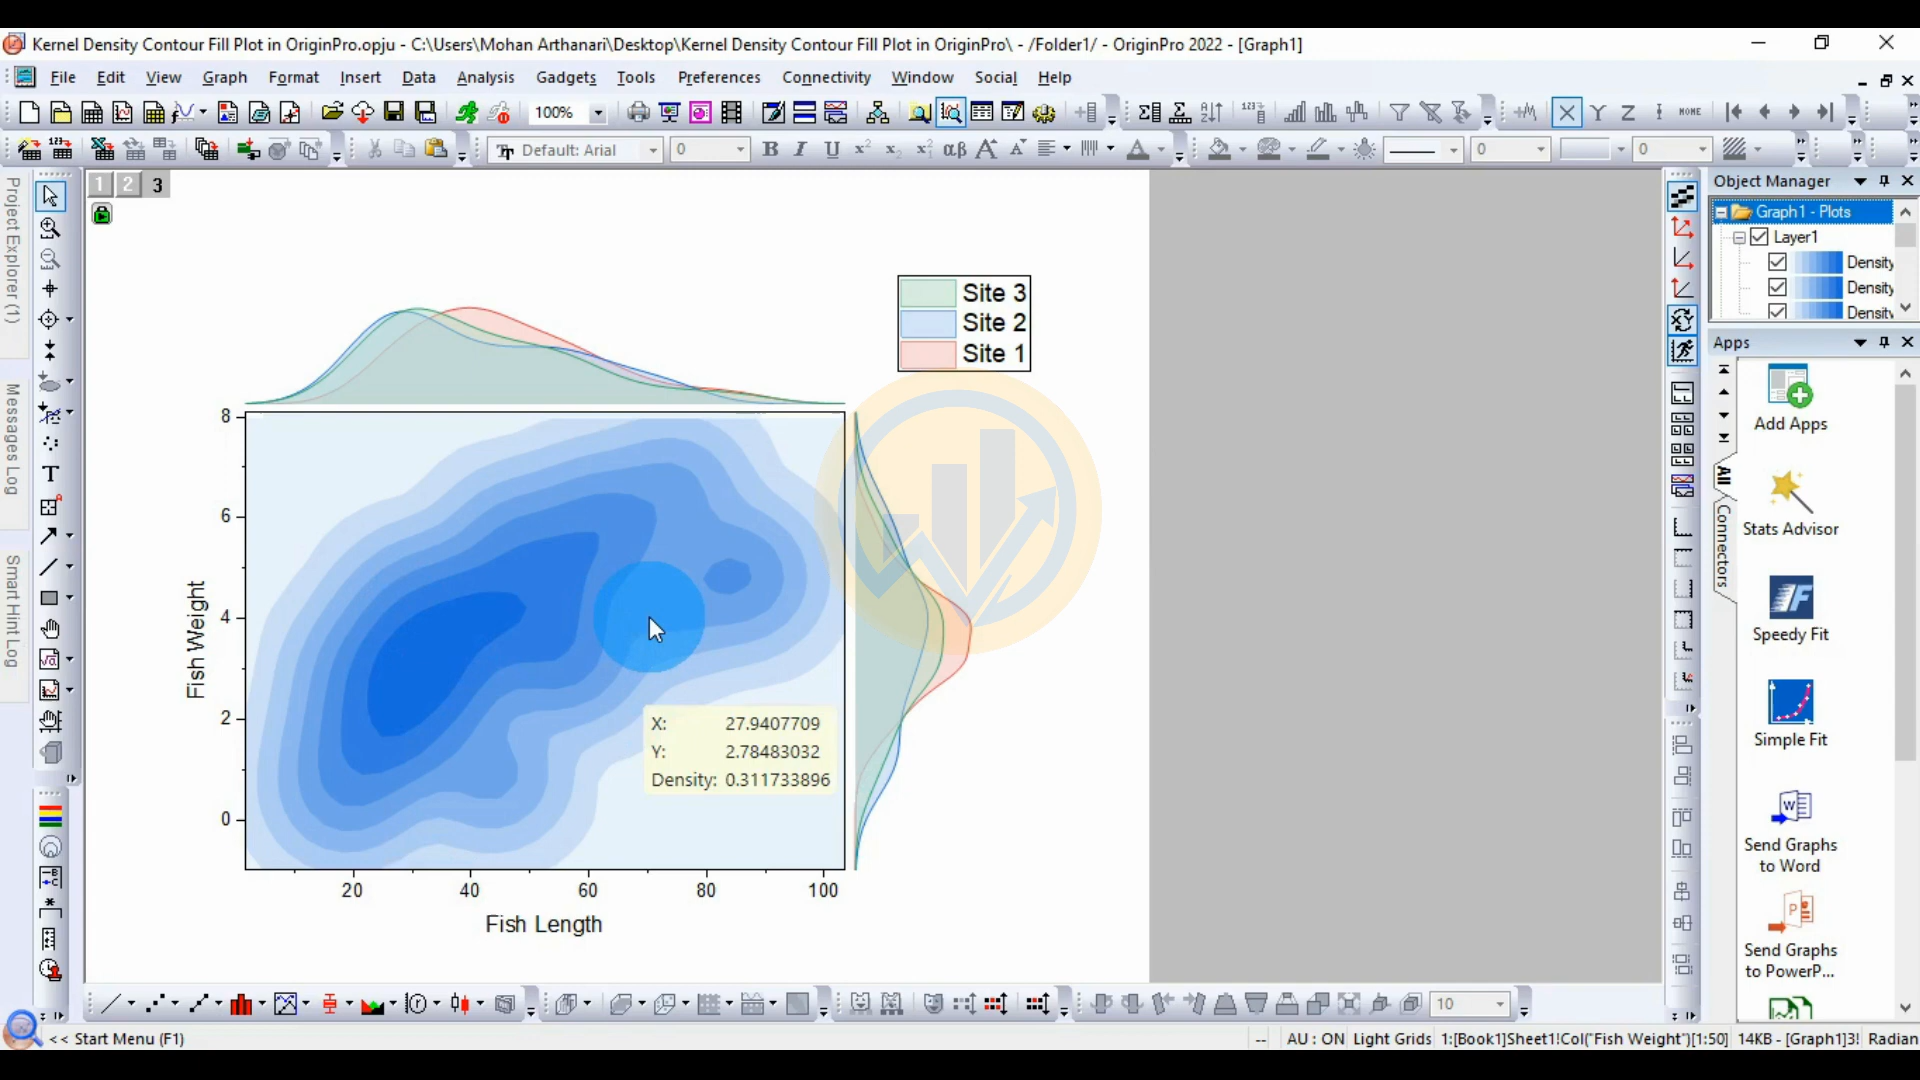 Kernel Density Contour Fill Plot in OriginPro.opju - C:\Users\Mohan Arthanari\Desktop\Kernel Density Contour Fill Plot in OriginPro\ - /Folder1/ - OriginPro 2022 - [Graph1]
File Edit View Graph Format Insert Data Analysis Gadgets Tools Preferences Connectivity Window Social Help
100%
X Y Z NONE
Default: Arial 0 B I U 0 0
1 2 3
Project Explorer (1)
Messages Log
Smart Hint Log
Site 3
Site 2
Site 1
8
6
4
2
0
Fish Weight
X: 27.9407709
Y: 2.78483032
Density: 0.311733896
20 40 60 80 100
Fish Length
Object Manager
Graph1 - Plots
Layer1
Density
Density
Density
Apps
All
Connectors
Add Apps
Stats Advisor
Speedy Fit
Simple Fit
Send Graphs
to Word
Send Graphs
to PowerP...
10
<< Start Menu (F1)
-- AU : ON Light Grids 1:[Book1]Sheet1!Col("Fish Weight")[1:50] 14KB - [Graph1]3! Radian